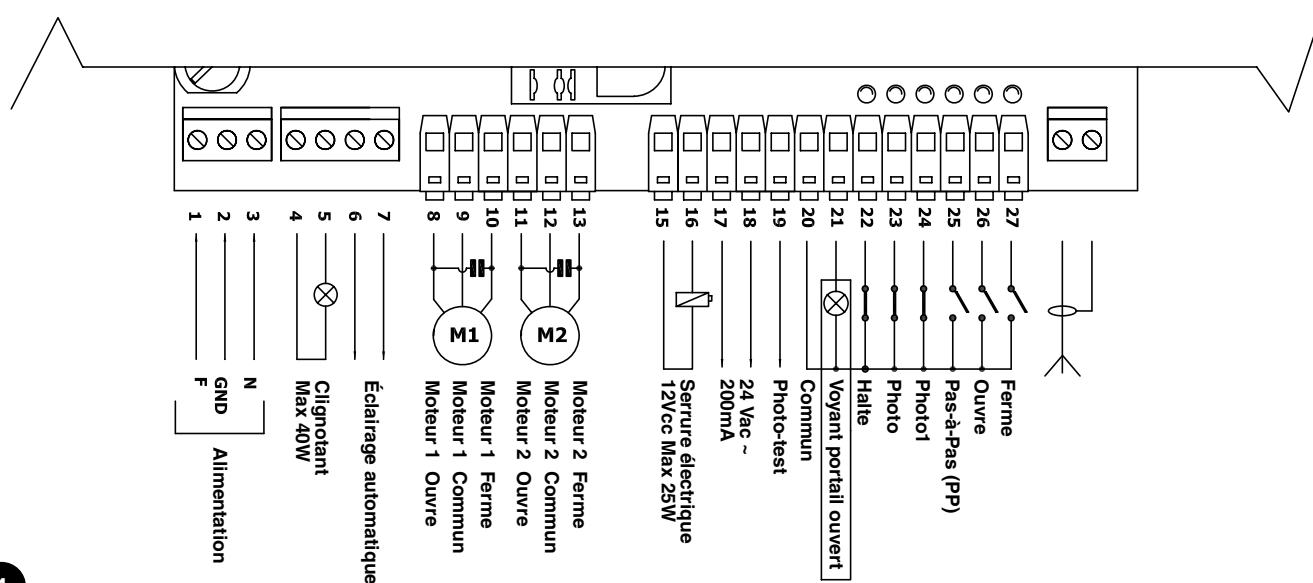 1
2
3
4
5
6
7
8
9
10
11
12
13
15
16
17
18
19
20
21
22
23
24
25
26
27
M1
M2
F
GND
N
Alimentation
Clignotant
Max 40W
Éclairage automatique
Moteur 1 Ouvre
Moteur 1 Commun
Moteur 1 Ferme
Moteur 2 Ouvre
Moteur 2 Commun
Moteur 2 Ferme
Serrure électrique
12Vcc Max 25W
24 Vac ~
200mA
Photo-test
Commun
Voyant portail ouvert
Halte
Photo
Photo1
Pas-à-Pas (PP)
Ouvre
Ferme